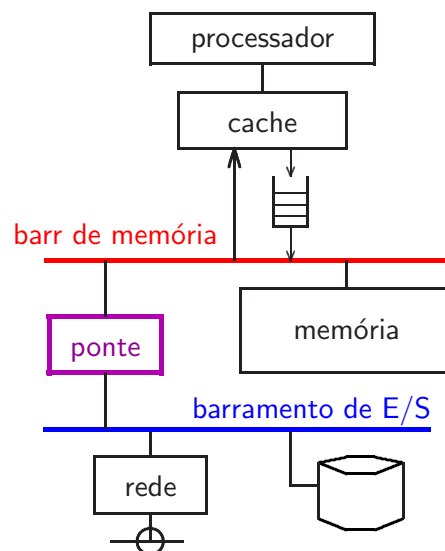 processador
cache
barr de memória
memória
ponte
barramento de E/S
rede